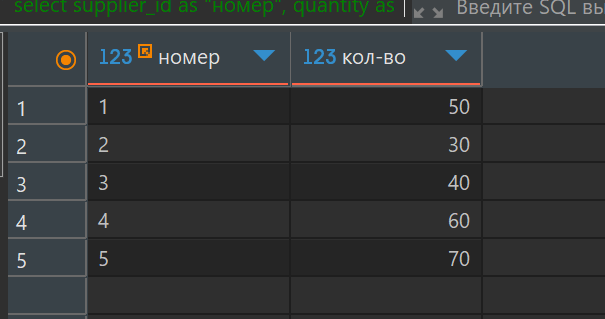 select supplier_id as "номер", quantity as Введите SQL вы
123 номер 123 кол-во
1 1 50
2 2 30
3 3 40
4 4 60
5 5 70